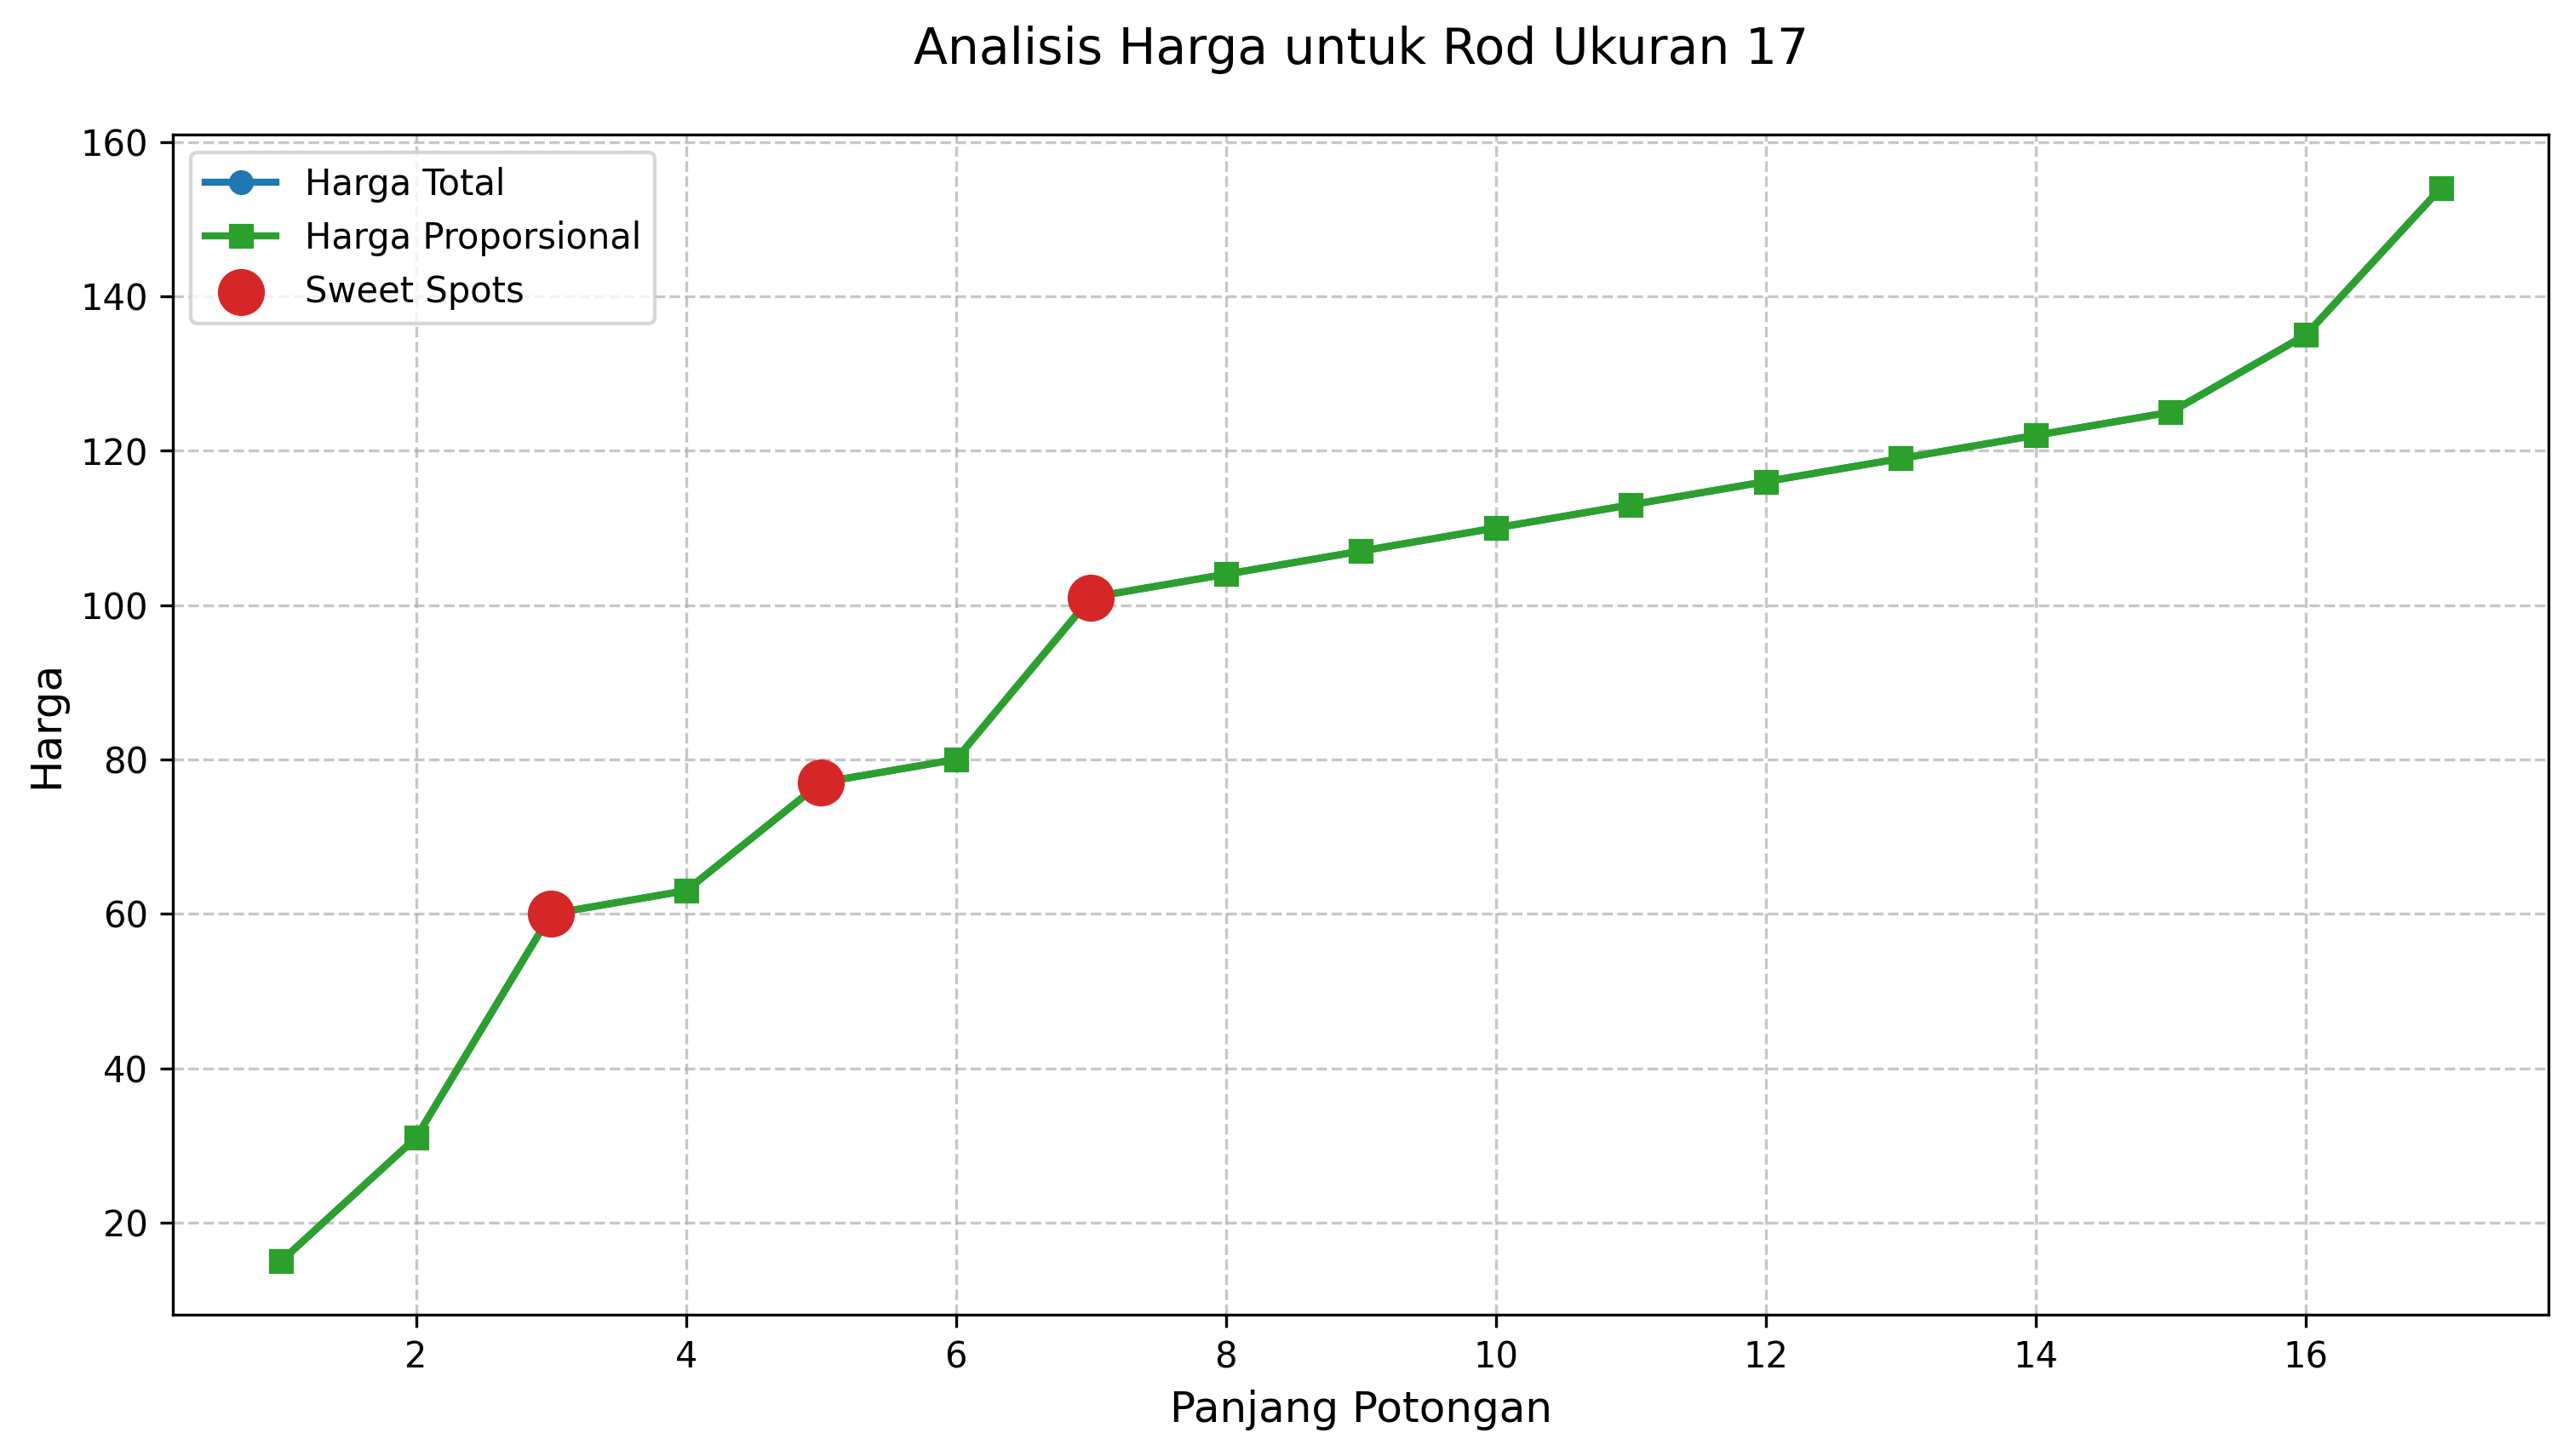 Analisis Harga untuk Rod Ukuran 17
160
140
120
100
80
60
40
20
Harga
Harga Total
Harga Proporsional
Sweet Spots
2 4 6 8 10 12 14 16
Panjang Potongan